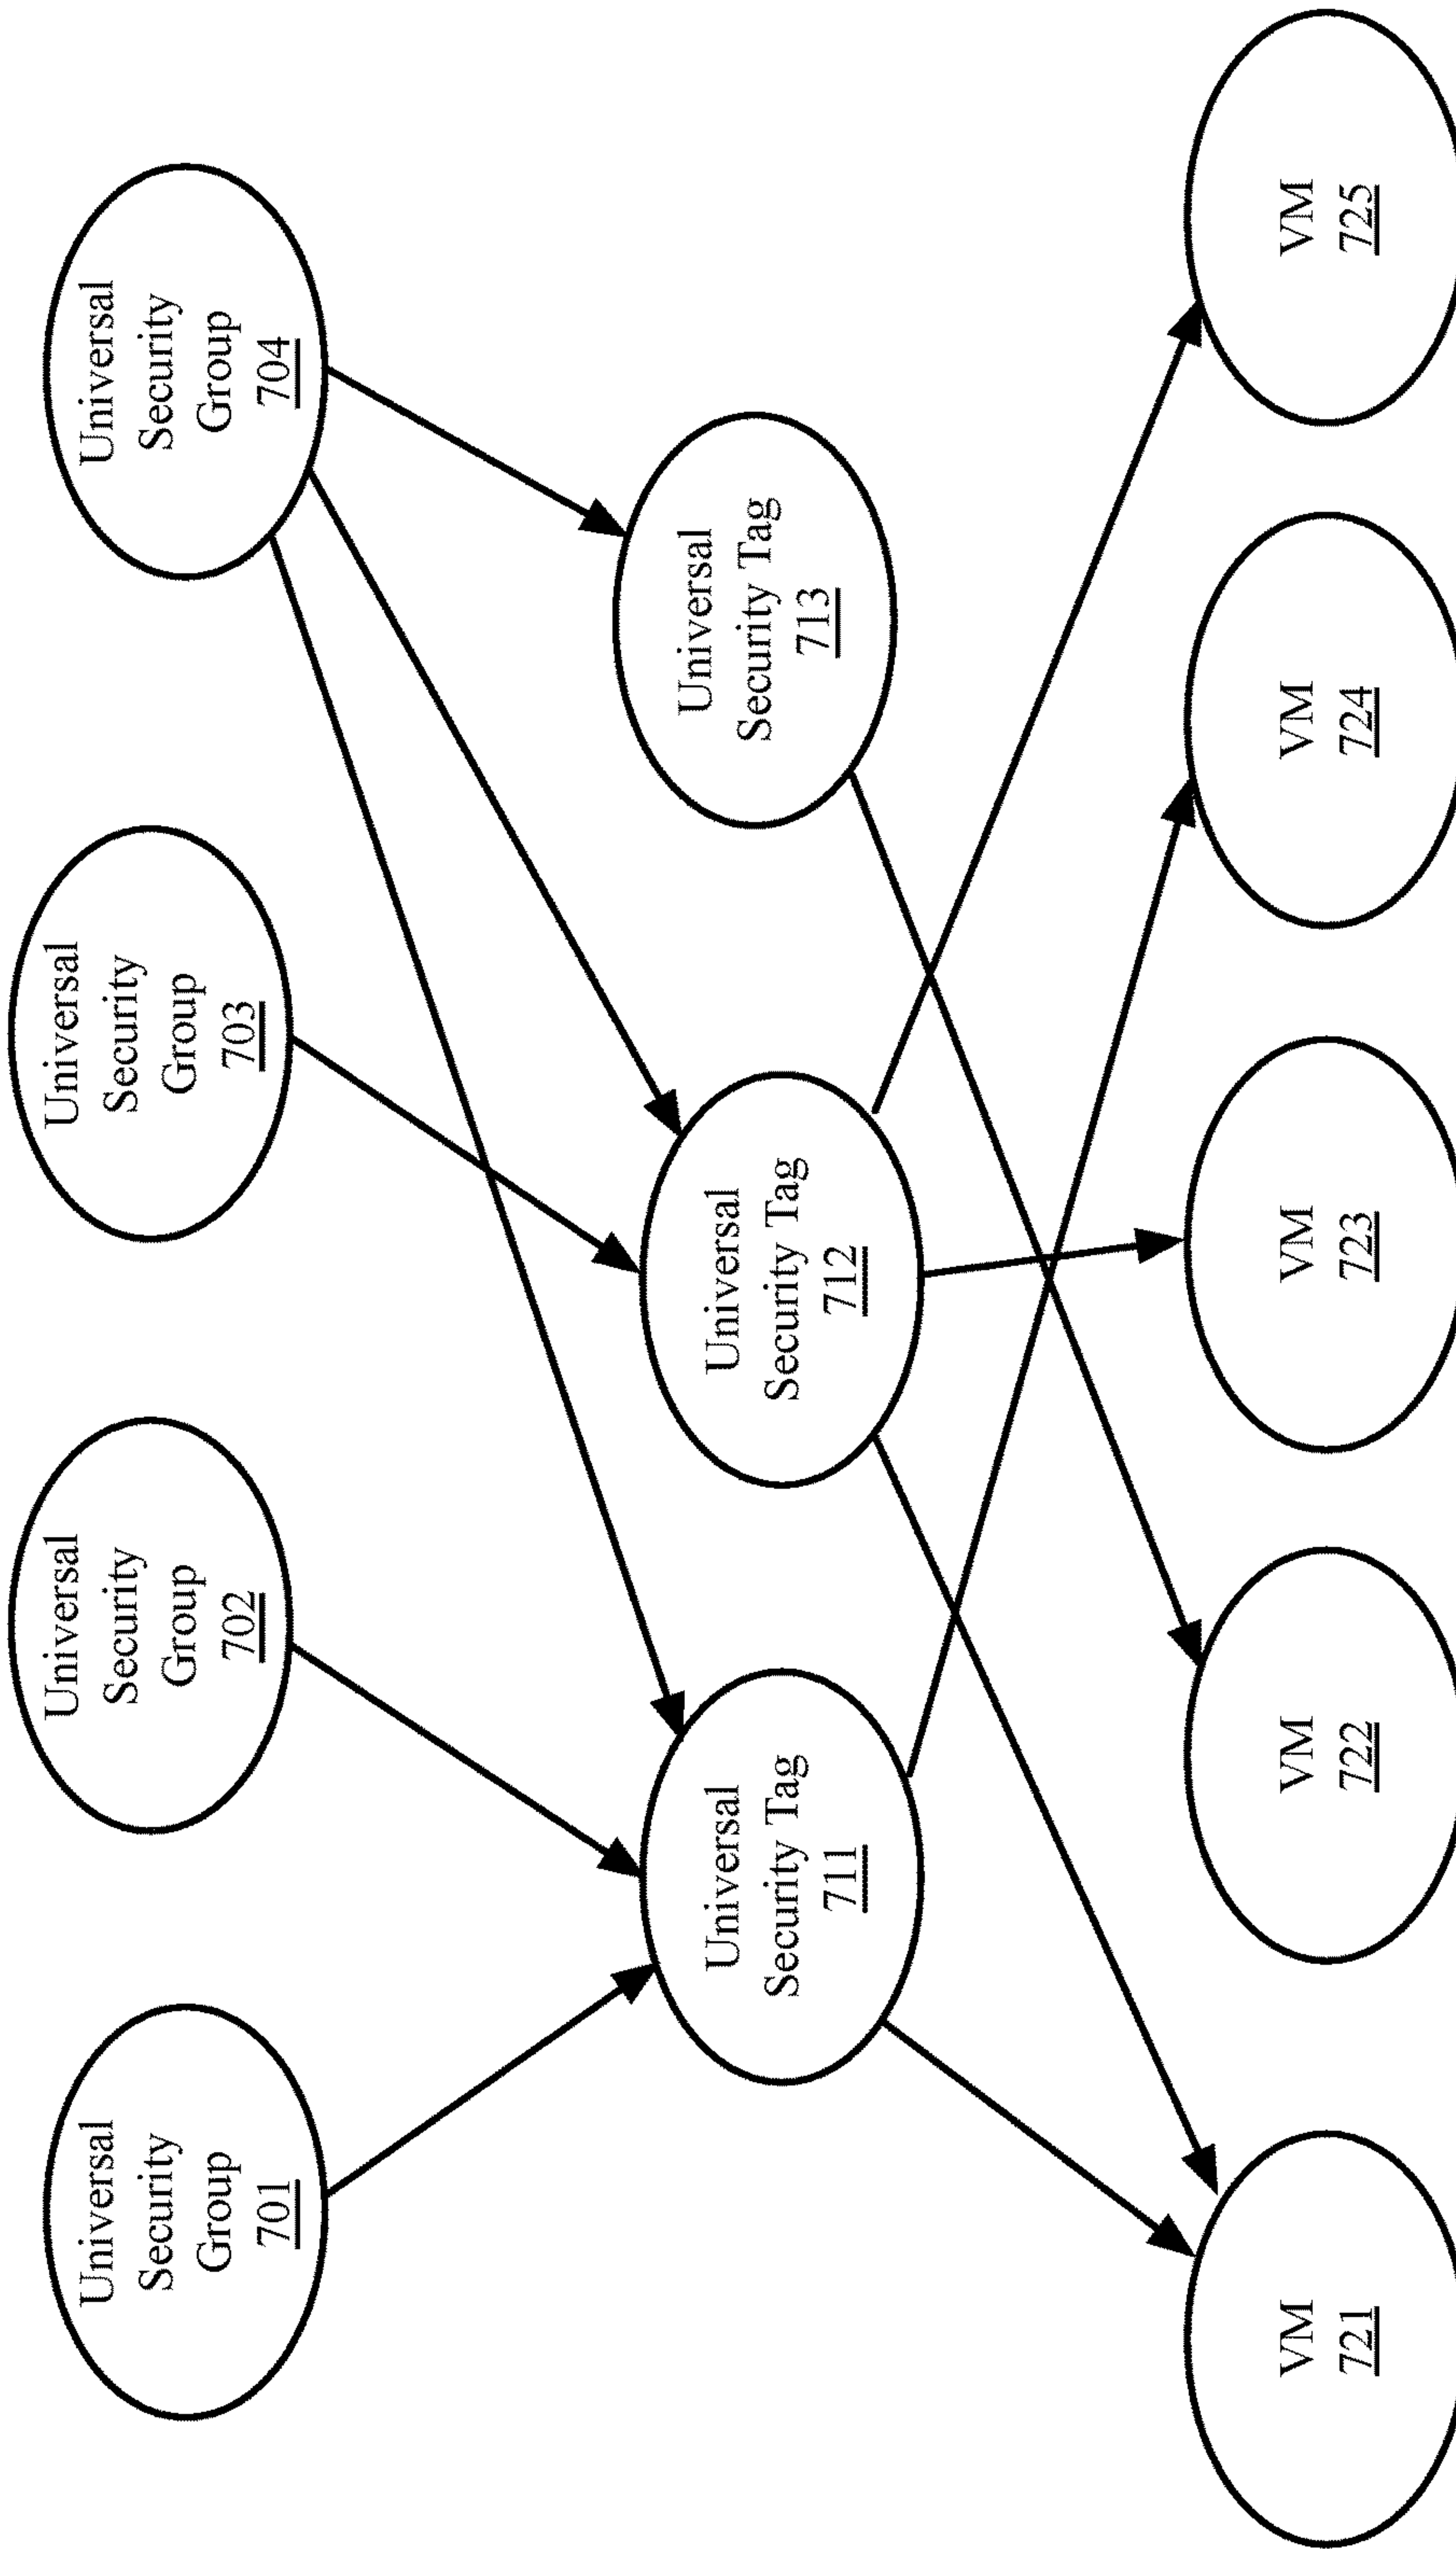 Universal
Security
Group
701
Universal
Security
Group
702
Universal
Security
Group
703
Universal
Security
Group
704
Universal
Security Tag
711
Universal
Security Tag
712
Universal
Security Tag
713
VM
721
VM
722
VM
723
VM
724
VM
725